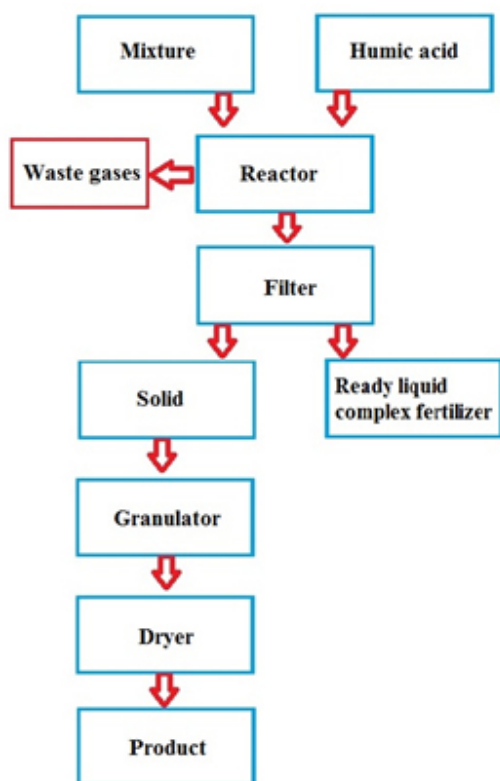 Mixture
Humic acid
Waste gases
Reactor
Filter
Solid
Ready liquid
complex fertilizer
Granulator
Dryer
Product